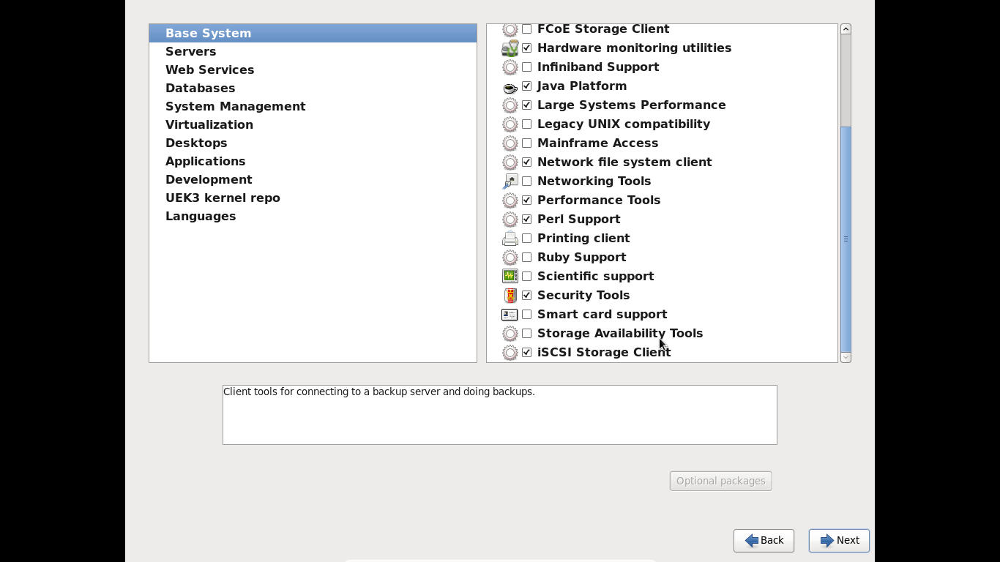 Base System
Servers
Web Services
Databases
System Management
Virtualization
Desktops
Applications
Development
UEK3 kernel repo
Languages
FCoE Storage Client
Hardware monitoring utilities
Infiniband Support
Java Platform
Large Systems Performance
Legacy UNIX compatibility
Mainframe Access
Network file system client
Networking Tools
Performance Tools
Perl Support
Printing client
Ruby Support
Scientific support
Security Tools
Smart card support
Storage Availability Tools
iSCSI Storage Client
Client tools for connecting to a backup server and doing backups.
Optional packages
Back
Next